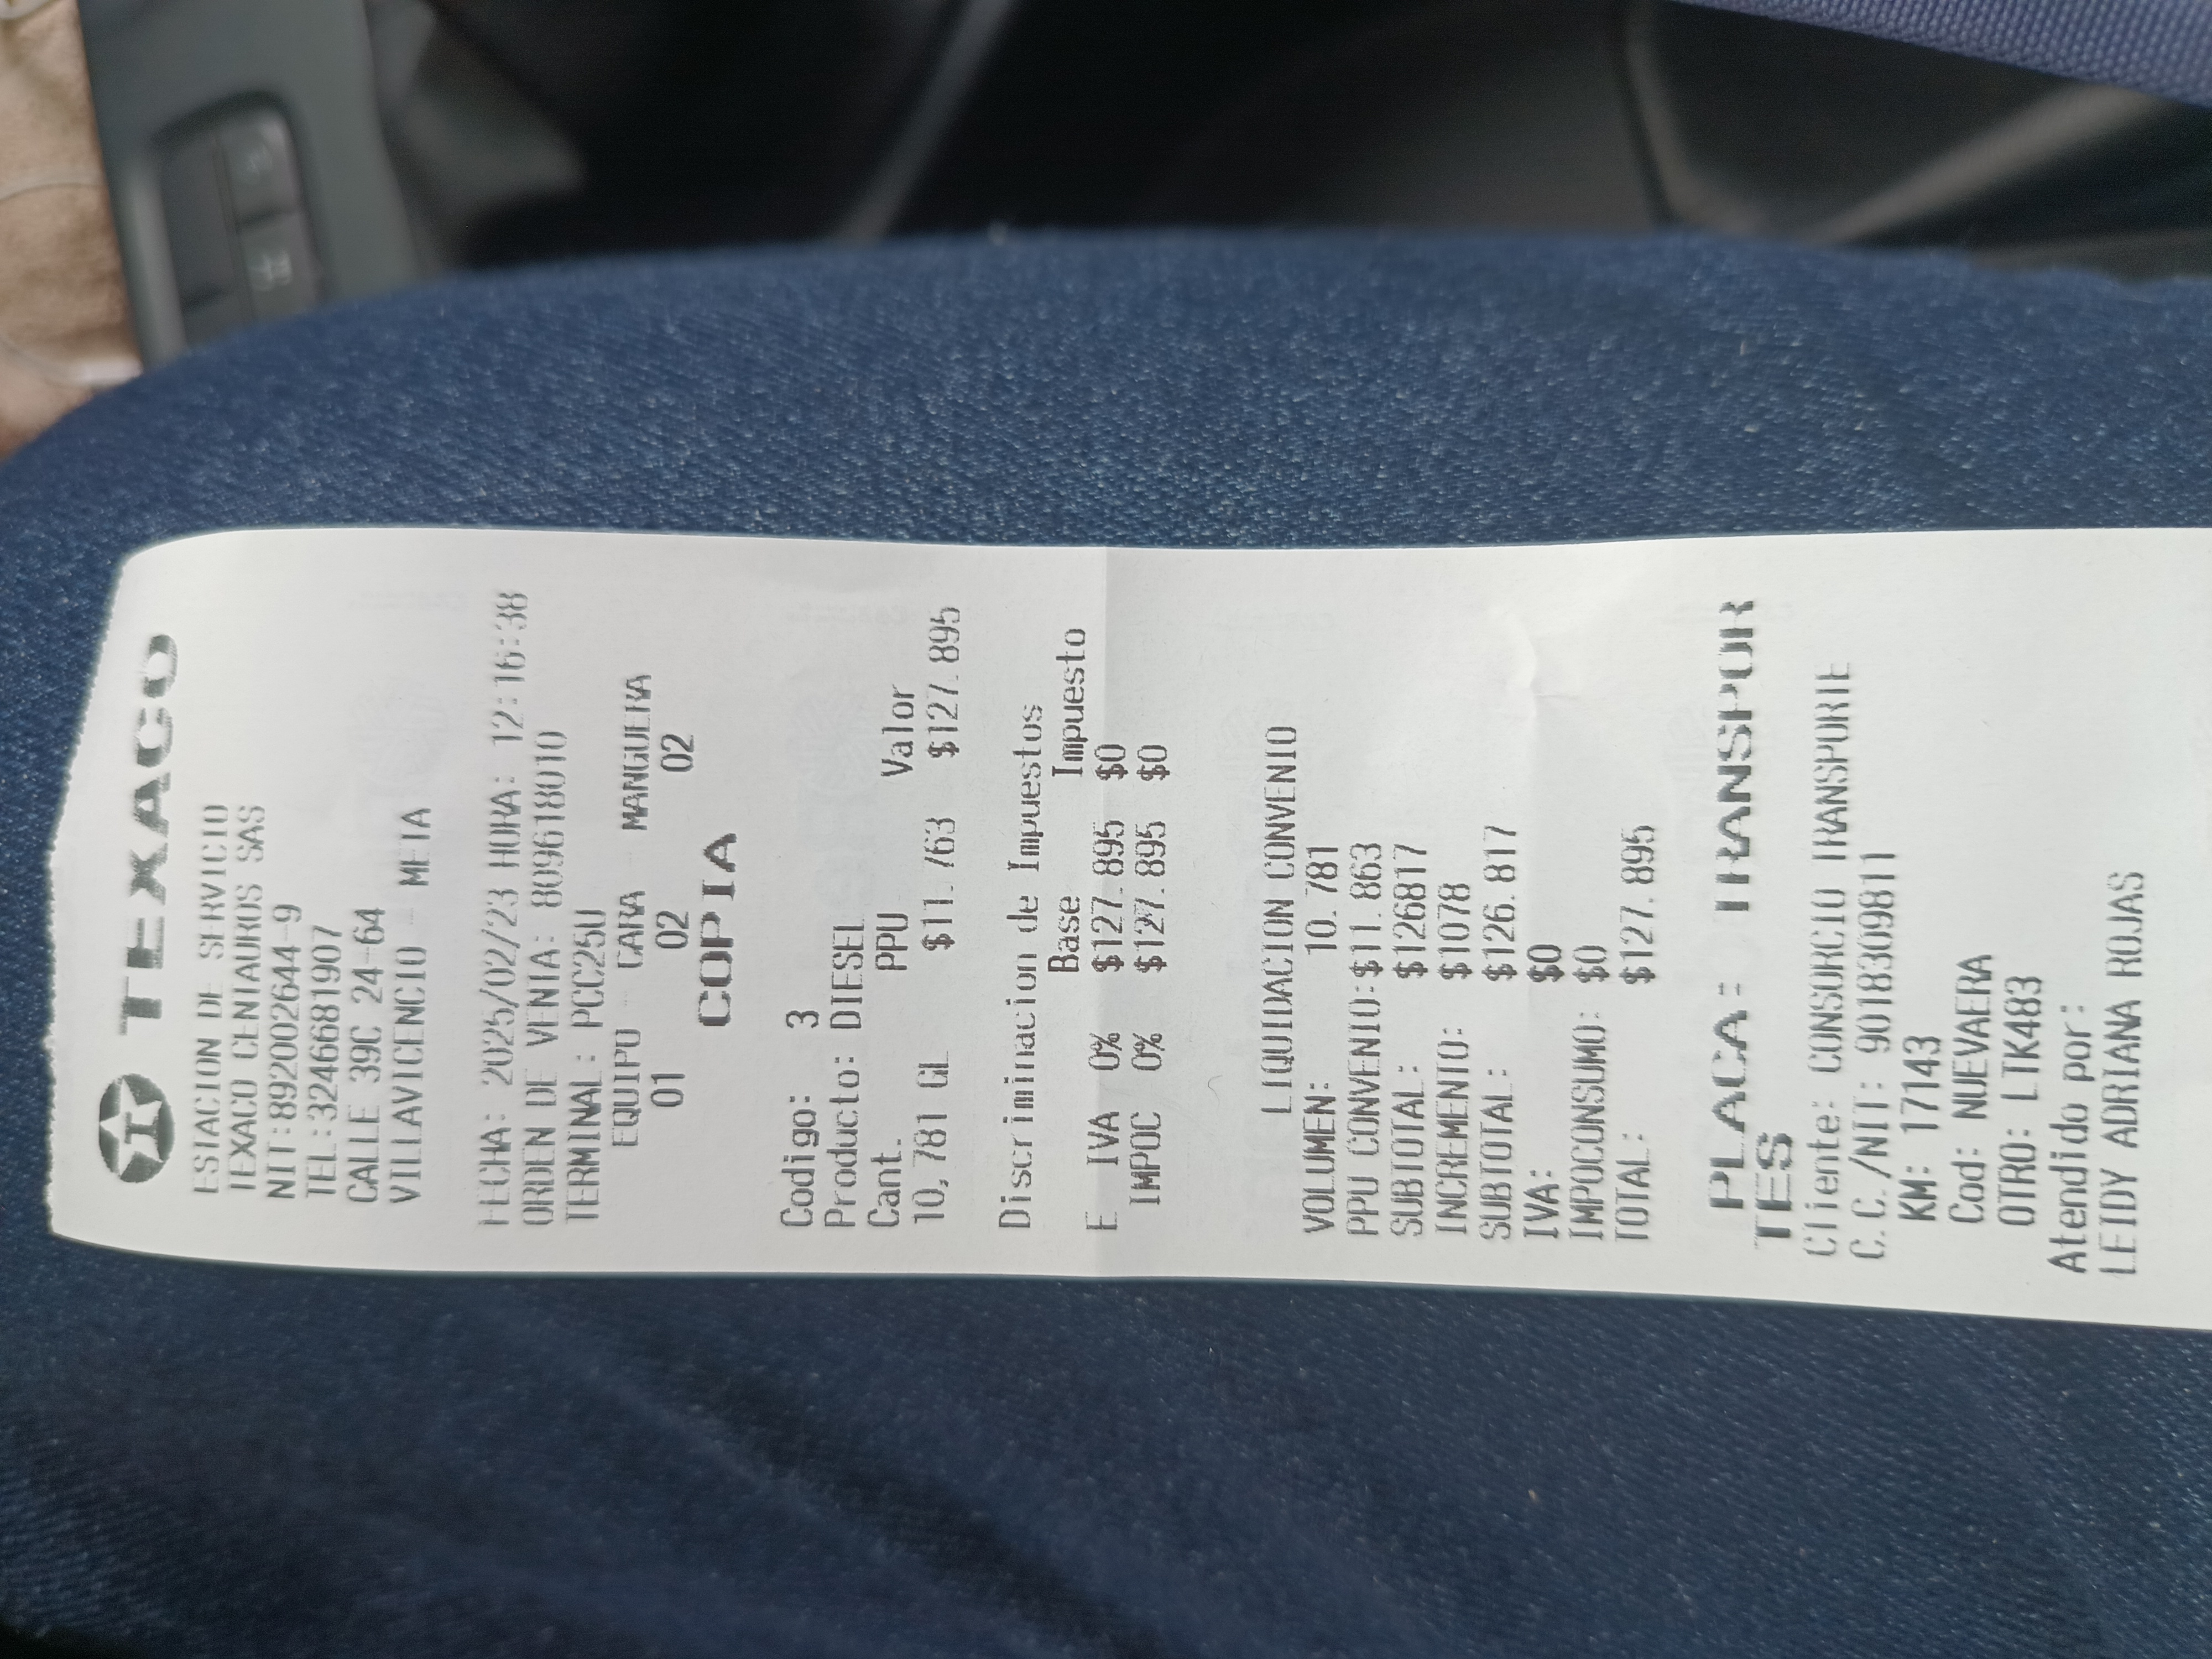 TEXACO
ESTACION DE SERVICIO
TEXACO CENTAUROS SAS
NIT:892002644-9
TEL:3246681907
CALLE 39C 24-64
VILLAVICENCIO - META
FECHA: 2025/02/23 HORA: 12:16:38
ORDEN DE VENTA: 809618010
TERMINAL: PCC25U
EQUIPO CARA MANGUERA
01 02 02
COPIA
Codigo: 3
Producto: DIESEL
Cant. PPU Valor
10,781 GL $11.763 $127.895
Discriminacion de Impuestos
Base Impuesto
E IVA 0% $127.895 $0
IMPOC 0% $127.895 $0
LIQUIDACION CONVENIO
VOLUMEN: 10.781
PPU CONVENIO:$11.863
SUBTOTAL: $126817
INCREMENTO: $1078
SUBTOTAL: $126.817
IVA: $0
IMPOCONSUMO: $0
TOTAL: $127.895
PLACA: TRANSPOR
TES
Cliente: CONSORCIO TRANSPORTE
C.C./NIT: 9018309811
KM: 17143
Cod: NUEVAERA
OTRO: LTK483
Atendido por:
LEIDY ADRIANA ROJAS